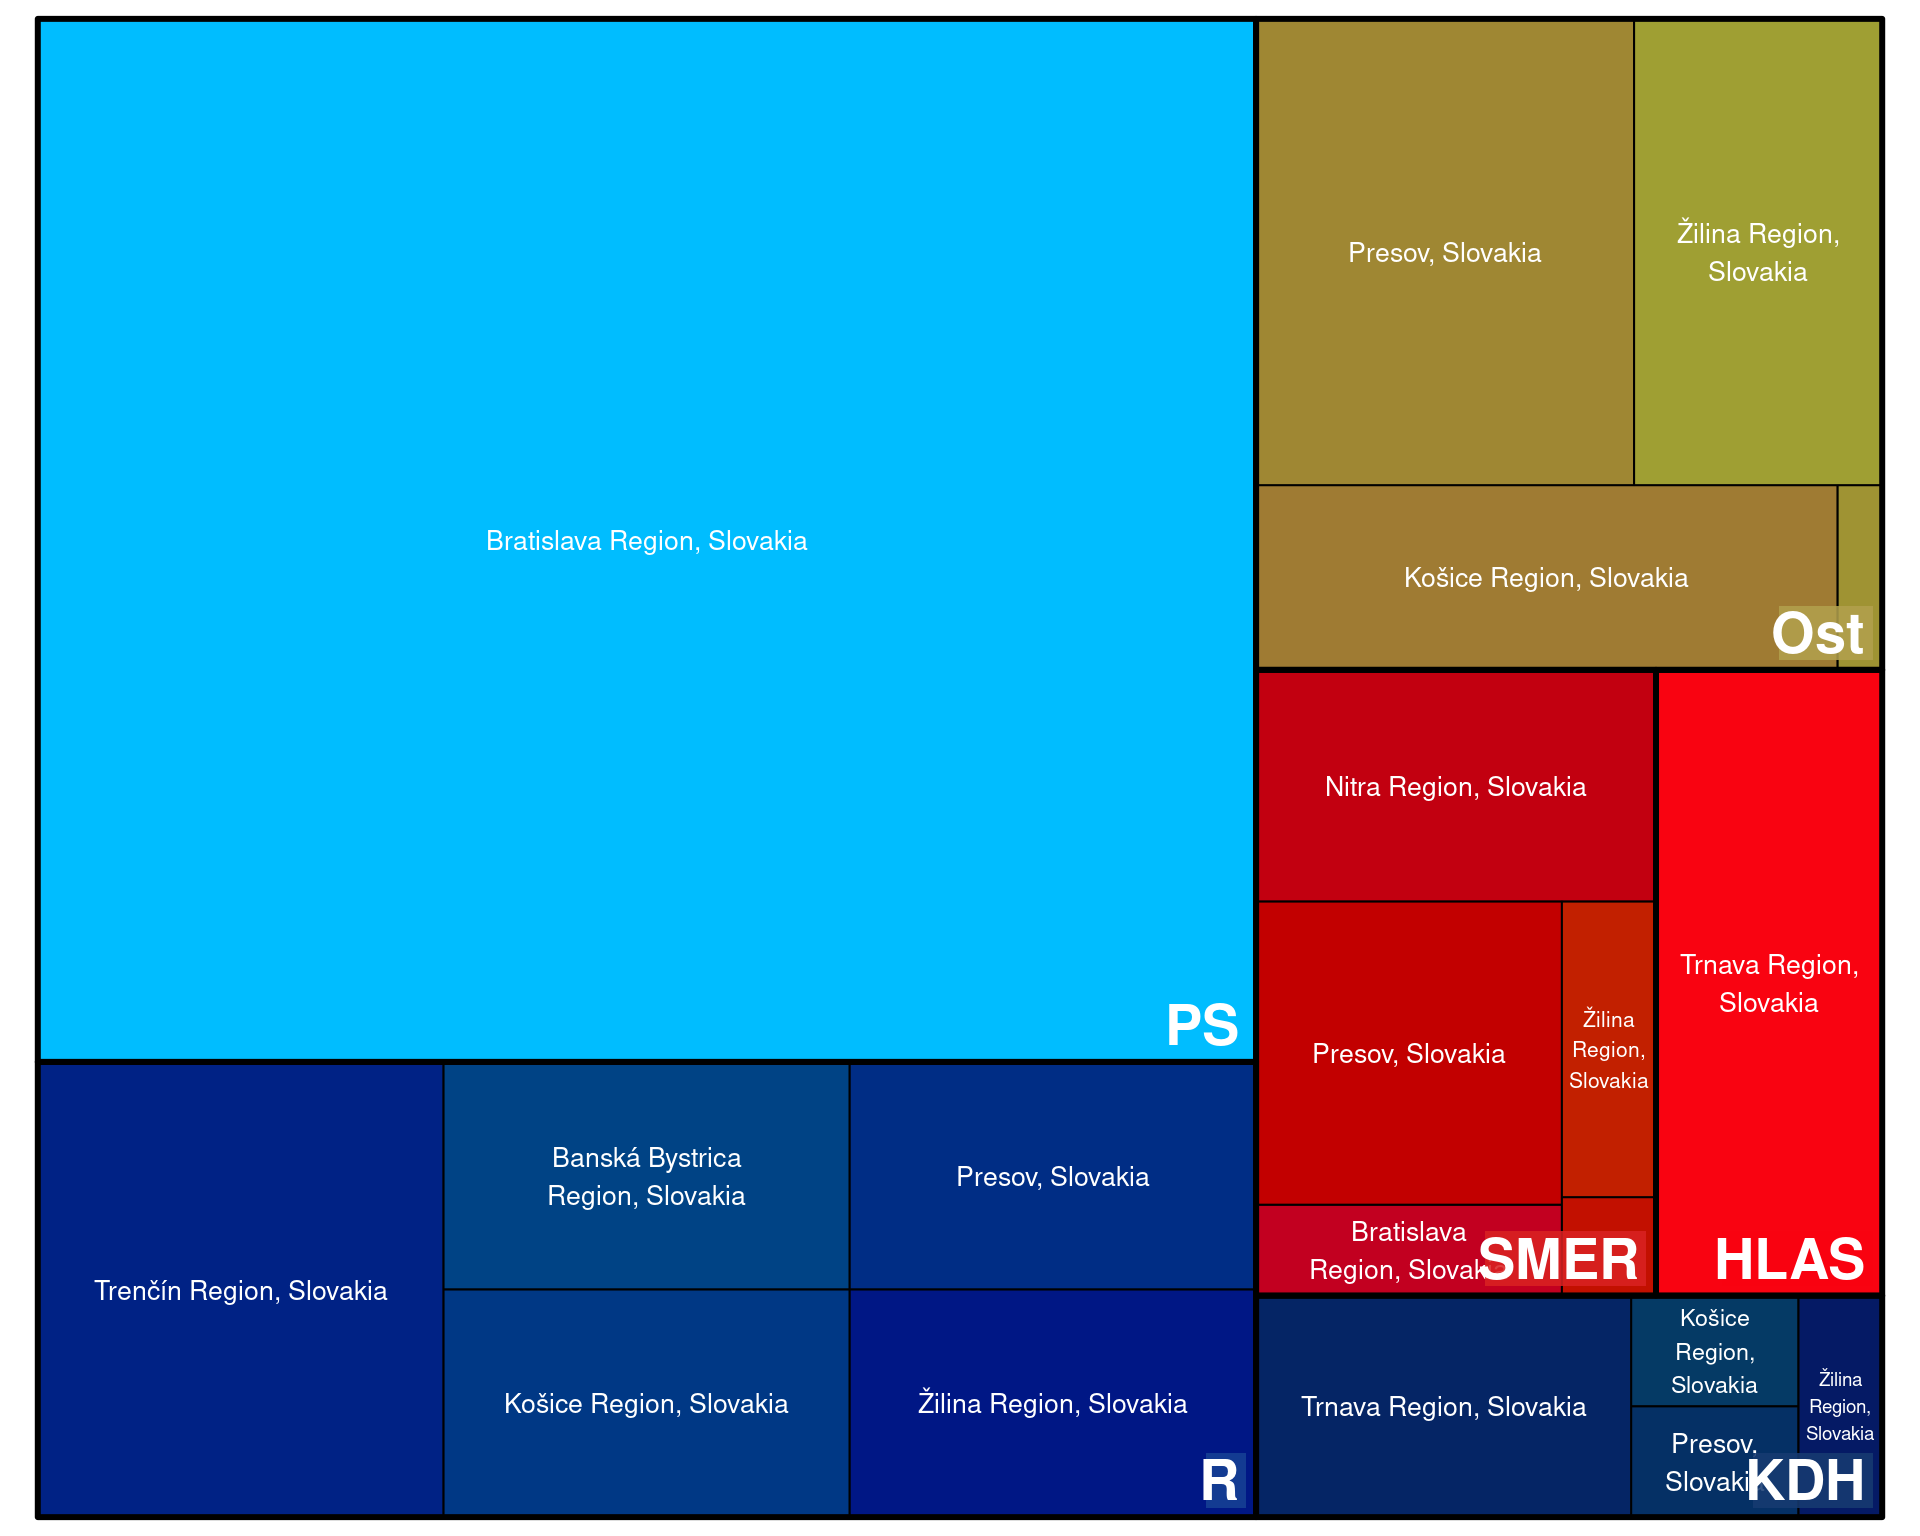 Bratislava Region, Slovakia
PS
Presov, Slovakia
Žilina Region,
Slovakia
Košice Region, Slovakia
Ost
Nitra Region, Slovakia
Presov, Slovakia
Žilina
Region,
Slovakia
Bratislava
Region, Slovakia
SMER
Trnava Region,
Slovakia
HLAS
Trenčín Region, Slovakia
Banská Bystrica
Region, Slovakia
Presov, Slovakia
Košice Region, Slovakia
Žilina Region, Slovakia
R
Trnava Region, Slovakia
Košice
Region,
Slovakia
Presov,
Slovakia
Žilina
Region,
Slovakia
KDH